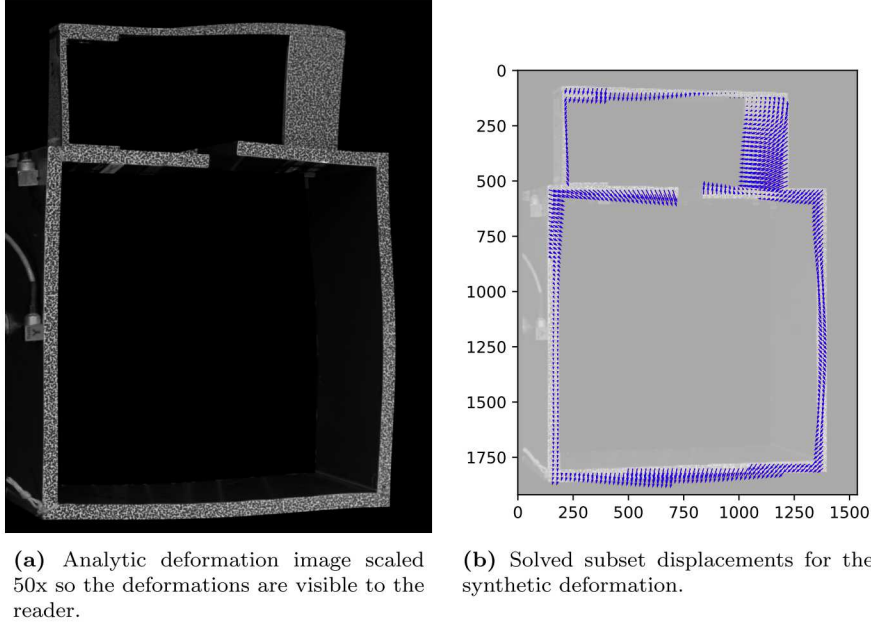 0
250
500
750
1000
1250
1500
1750
0 250 500 750 1000 1250 1500
(a) Analytic deformation image scaled
50x so the deformations are visible to the
reader.
(b) Solved subset displacements for the
synthetic deformation.